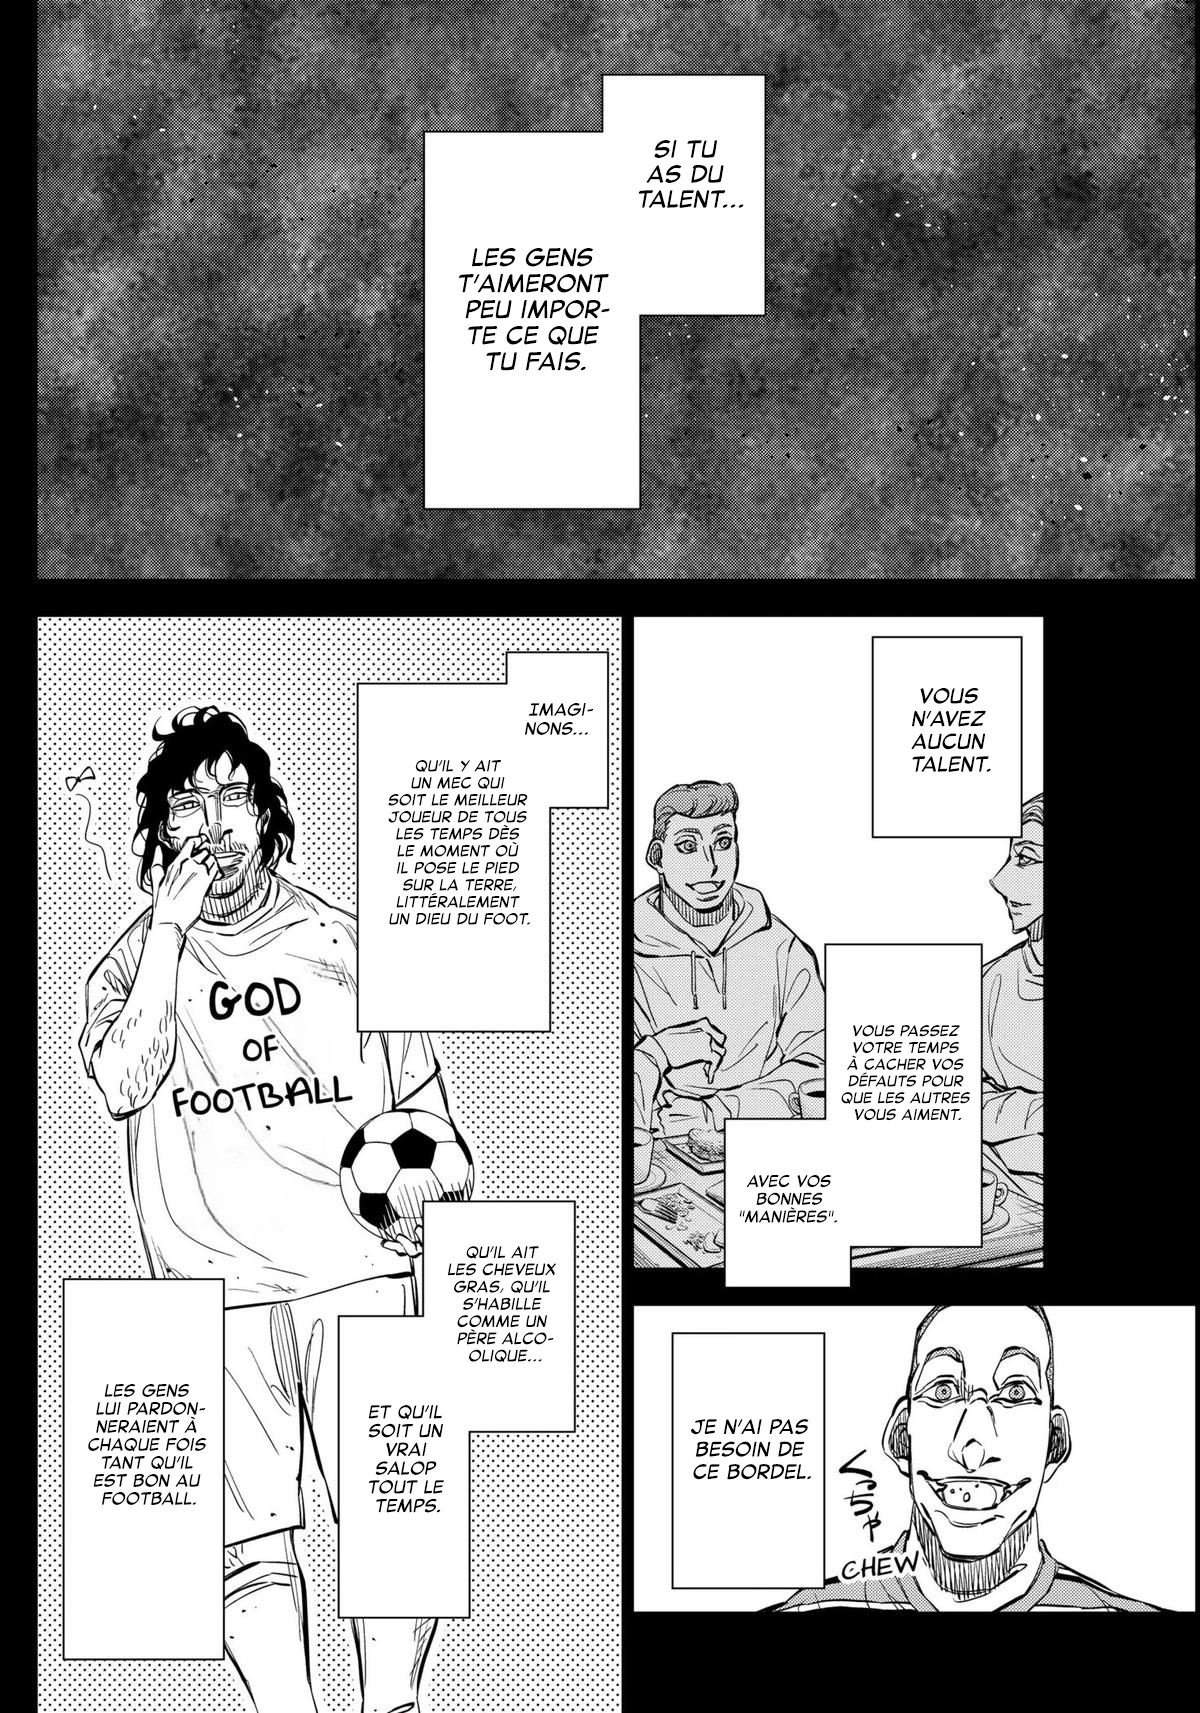 SI TU
AS DU
TALENT...
LES GENS
T'AIMERONT
PEU IMPOR-
TE CE QUE
TU FAIS.
VOUS
N'AVEZ
AUCUN
TALENT.
VOUS PASSEZ
VOTRE TEMPS
À CACHER VOS
DÉFAUTS POUR
QUE LES AUTRES
VOUS AIMENT.
AVEC VOS
BONNES
"MANIÈRES".
JE N'AI PAS
BESOIN DE
CE BORDEL.
くっちゃ
CHEW
IMAGI-
NONS...
QU'IL Y AIT
UN MEC QUI
SOIT LE MEILLEUR
JOUEUR DE TOUS
LES TEMPS DÈS
LE MOMENT OÙ
IL POSE LE PIED
SUR LA TERRE,
LITTÉRALEMENT
UN DIEU DU FOOT.
GOD
OF
FOOTBALL
QU'IL AIT
LES CHEVEUX
GRAS, QU'IL
S'HABILLE
COMME UN
PÈRE ALCO-
OLIQUE...
ET QU'IL
SOIT UN
VRAI
SALOP
TOUT LE
TEMPS.
LES GENS
LUI PARDON-
NERAIENT À
CHAQUE FOIS
TANT QU'IL
EST BON AU
FOOTBALL.